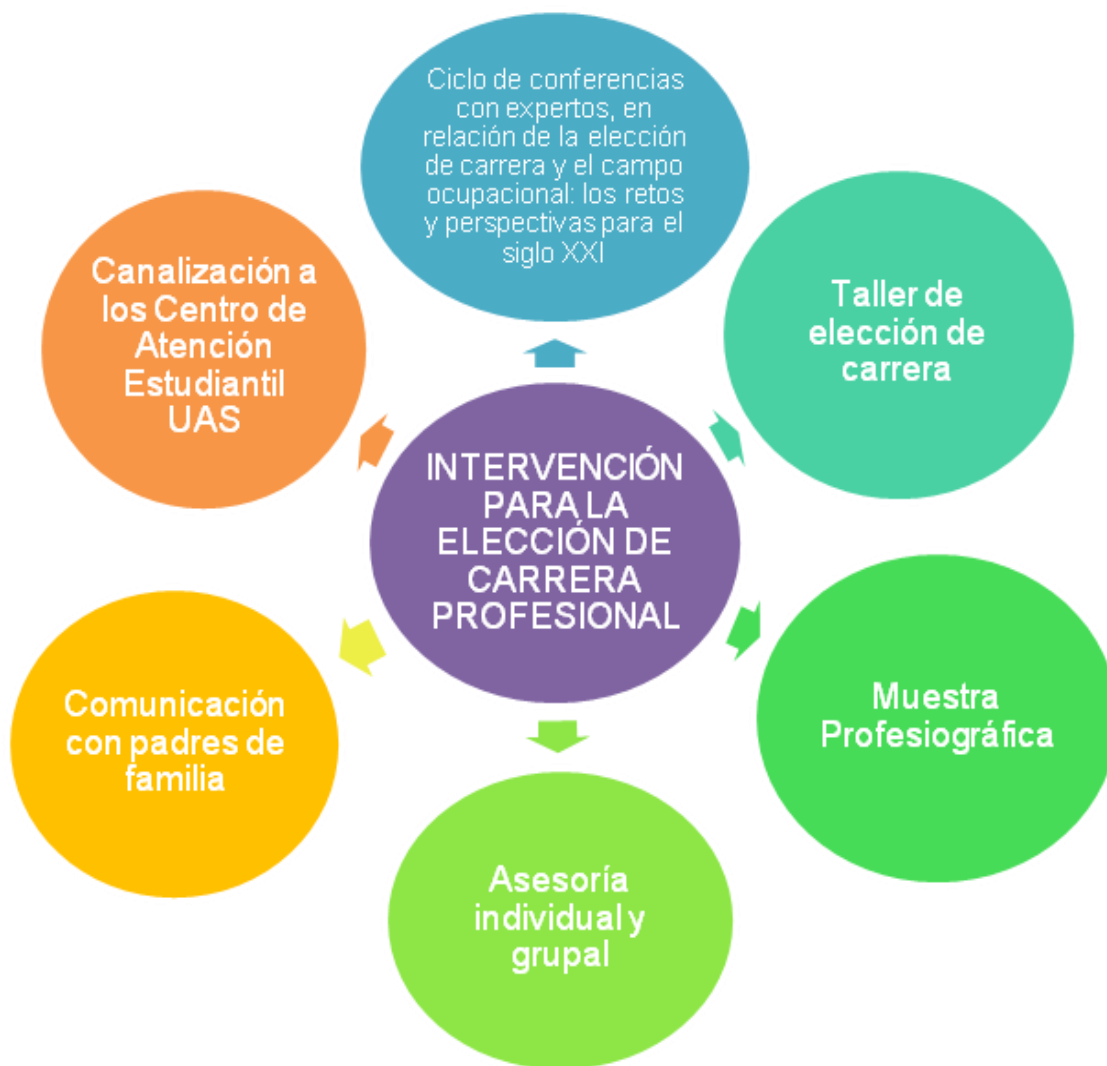 Ciclo de conferencias
con expertos, en
relación de la elección
de carrera y el campo
ocupacional: los retos
y perspectivas para el
siglo XXI
Taller de
elección de
carrera
Muestra
Profesiográfica
Asesoría
individual y
grupal
Comunicación
con padres de
familia
Canalización a
los Centro de
Atención
Estudiantil
UAS
INTERVENCIÓN
PARA LA
ELECCIÓN DE
CARRERA
PROFESIONAL